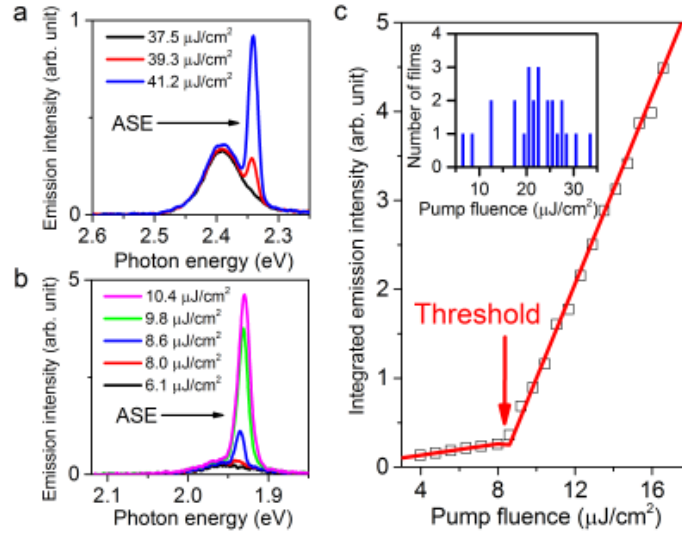 a
Emission intensity (arb. unit)
1
0
37.5 μJ/cm²
39.3 μJ/cm²
41.2 μJ/cm²
ASE
2.6 2.5 2.4 2.3
Photon energy (eV)
b
Emission intensity (arb. unit)
5
0
10.4 μJ/cm²
9.8 μJ/cm²
8.6 μJ/cm²
8.0 μJ/cm²
6.1 μJ/cm²
ASE
2.1 2.0 1.9
Photon energy (eV)
c
Integrated emission intensity (arb. unit)
5
4
3
2
1
0
Number of films
4
3
2
1
0
10 20 30
Pump fluence (μJ/cm²)
Threshold
4 8 12 16
Pump fluence (μJ/cm²)